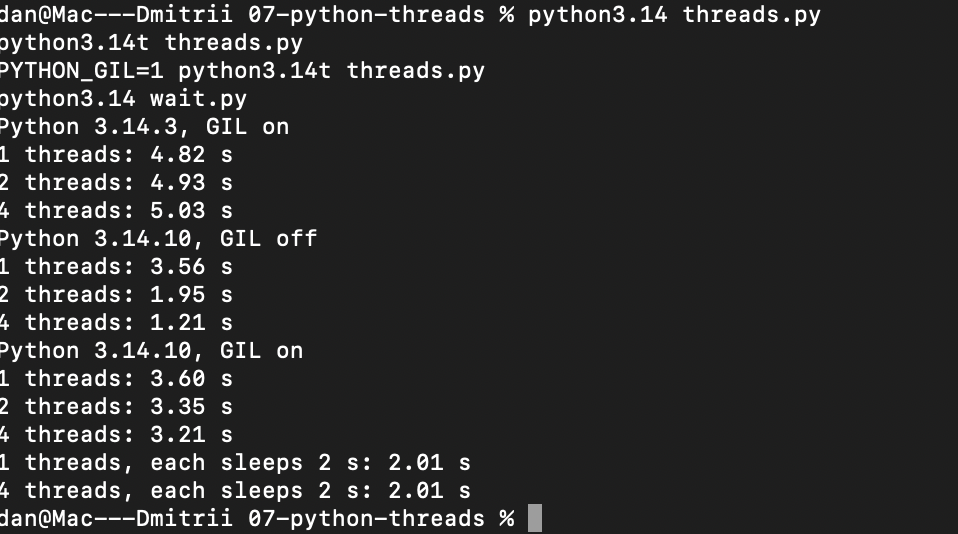 dan@Mac---Dmitrii 07-python-threads % python3.14 threads.py
python3.14t threads.py
PYTHON_GIL=1 python3.14t threads.py
python3.14 wait.py
Python 3.14.3, GIL on
1 threads: 4.82 s
2 threads: 4.93 s
4 threads: 5.03 s
Python 3.14.10, GIL off
1 threads: 3.56 s
2 threads: 1.95 s
4 threads: 1.21 s
Python 3.14.10, GIL on
1 threads: 3.60 s
2 threads: 3.35 s
4 threads: 3.21 s
1 threads, each sleeps 2 s: 2.01 s
4 threads, each sleeps 2 s: 2.01 s
dan@Mac---Dmitrii 07-python-threads %